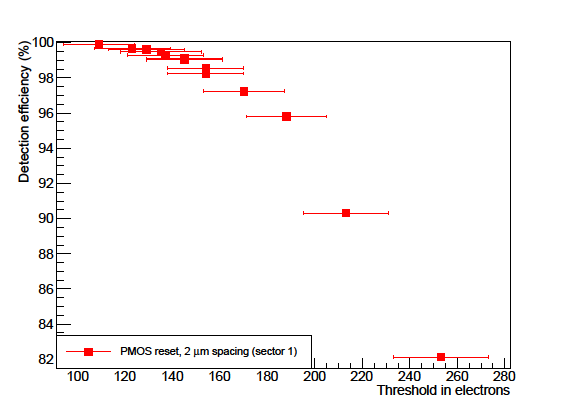 Detection efficiency (%)
100
98
96
94
92
90
88
86
84
82
PMOS reset, 2 μm spacing (sector 1)
100 120 140 160 180 200 220 240 260 280
Threshold in electrons